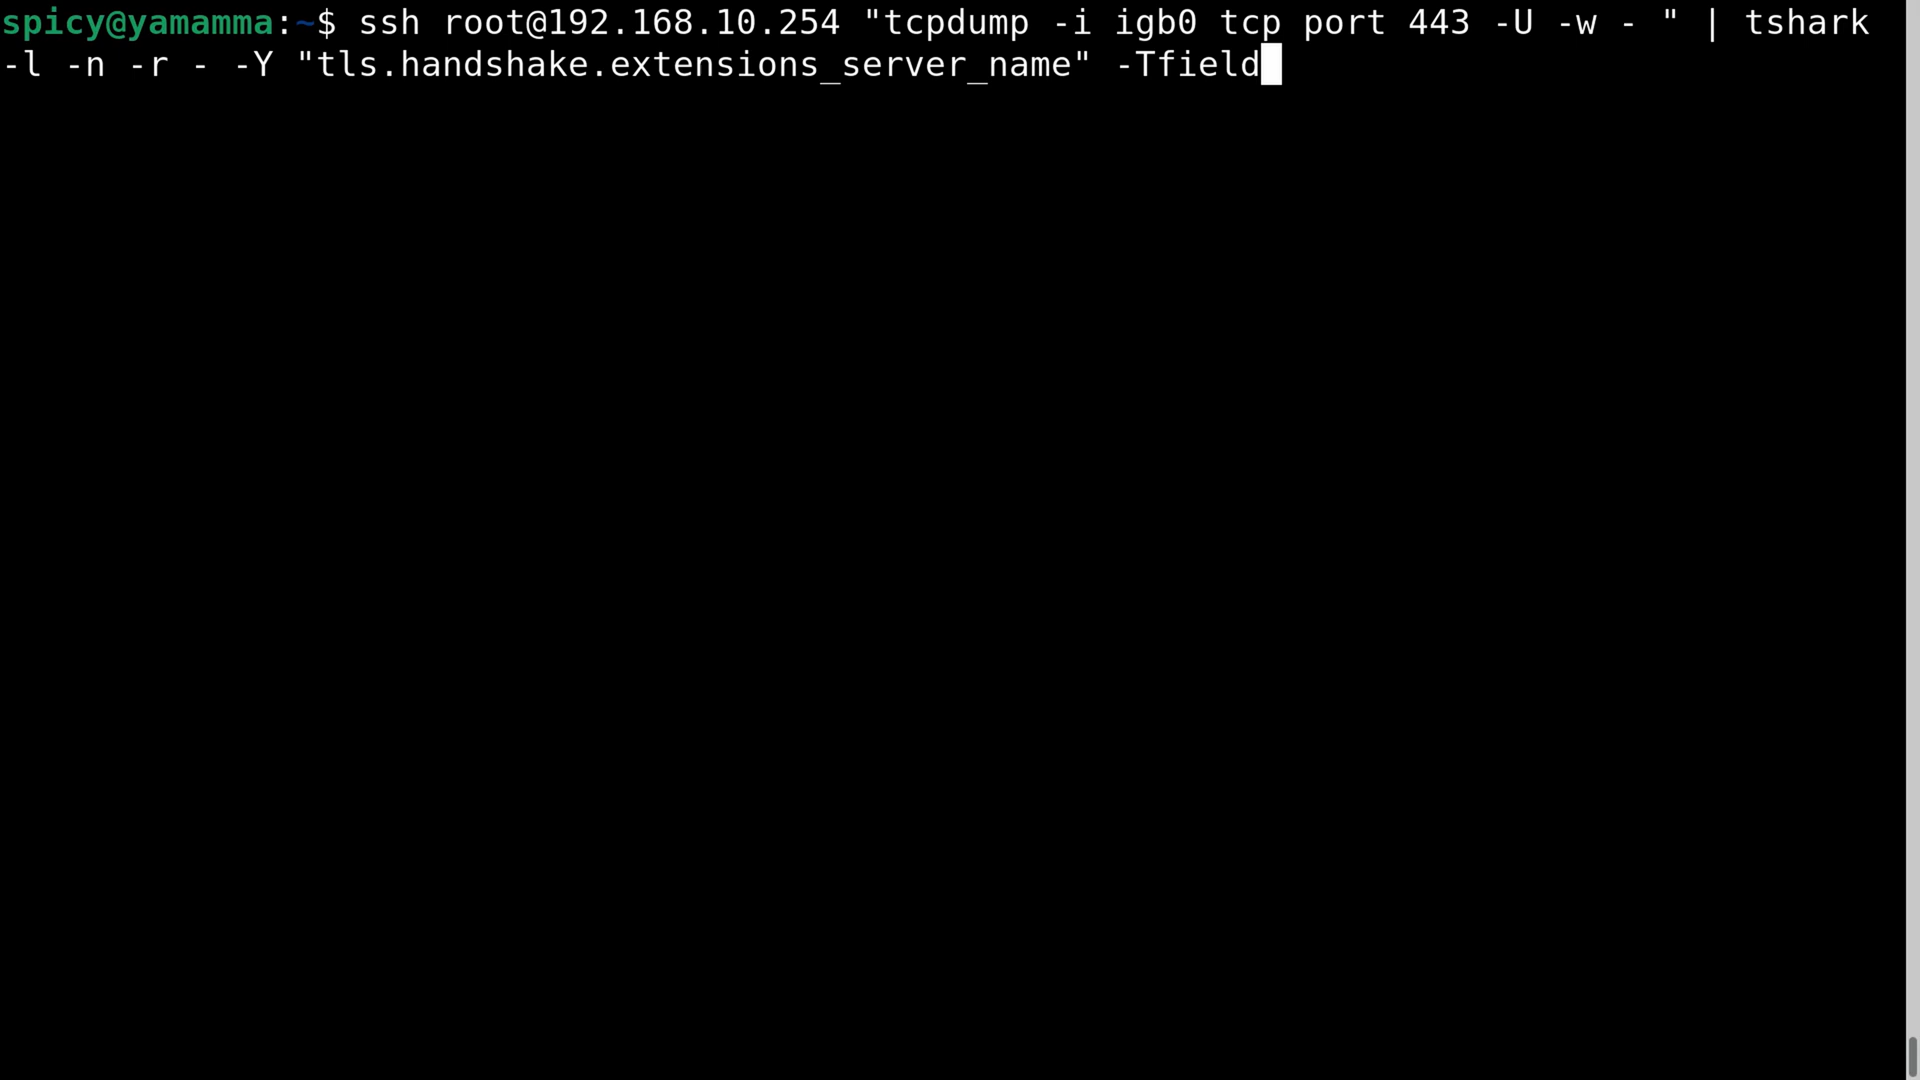 spicy@yamamma:~$ ssh root@192.168.10.254 "tcpdump -i igb0 tcp port 443 -U -w - " | tshark
-l -n -r - -Y "tls.handshake.extensions_server_name" -Tfield